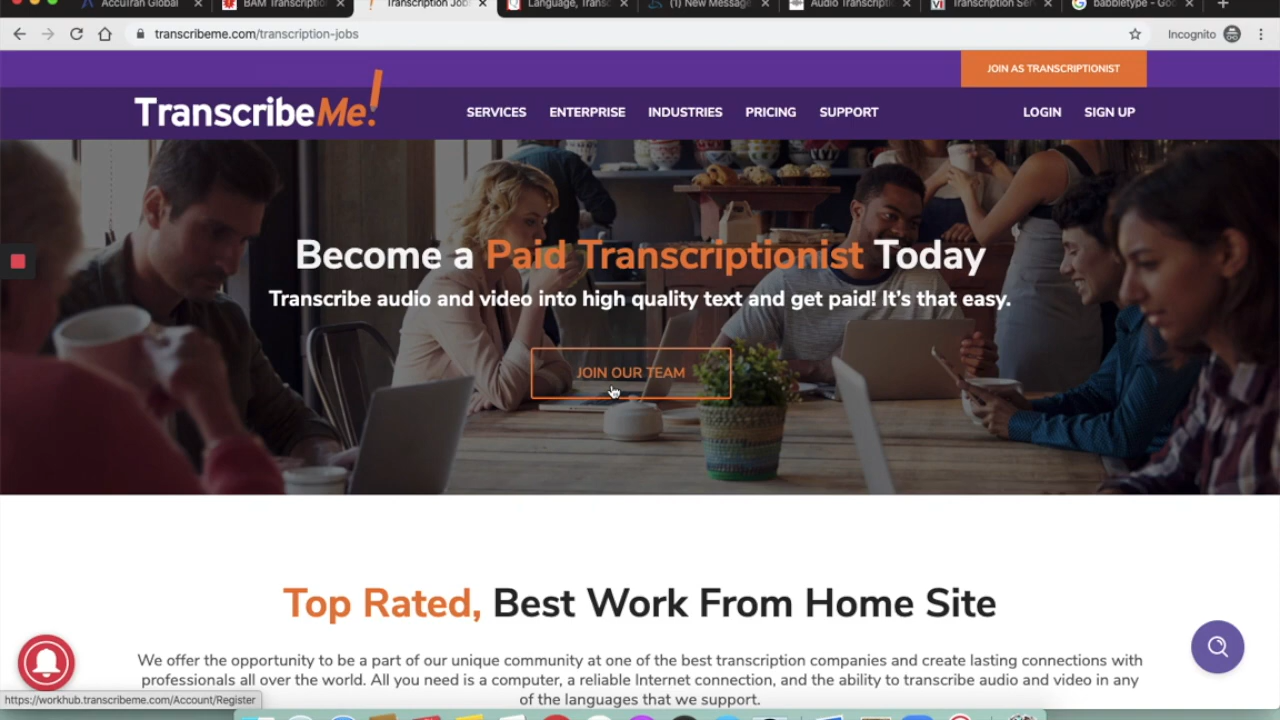 AccuTran Global
BAM Transcriptio
Transcription Job
Language, Transc
(1) New Message
Audio Transcripti
Transcription Ser
babbletype - Goo
transcribeme.com/transcription-jobs
Incognito
JOIN AS TRANSCRIPTIONIST
TranscribeMe!
SERVICES ENTERPRISE INDUSTRIES PRICING SUPPORT LOGIN SIGN UP
Become a Paid Transcriptionist Today
Transcribe audio and video into high quality text and get paid! It's that easy.
JOIN OUR TEAM
Top Rated, Best Work From Home Site
We offer the opportunity to be a part of our unique community at one of the best transcription companies and create lasting connections with
professionals all over the world. All you need is a computer, a reliable Internet connection, and the ability to transcribe audio and video in any
of the languages that we support.
https://workhub.transcribeme.com/Account/Register